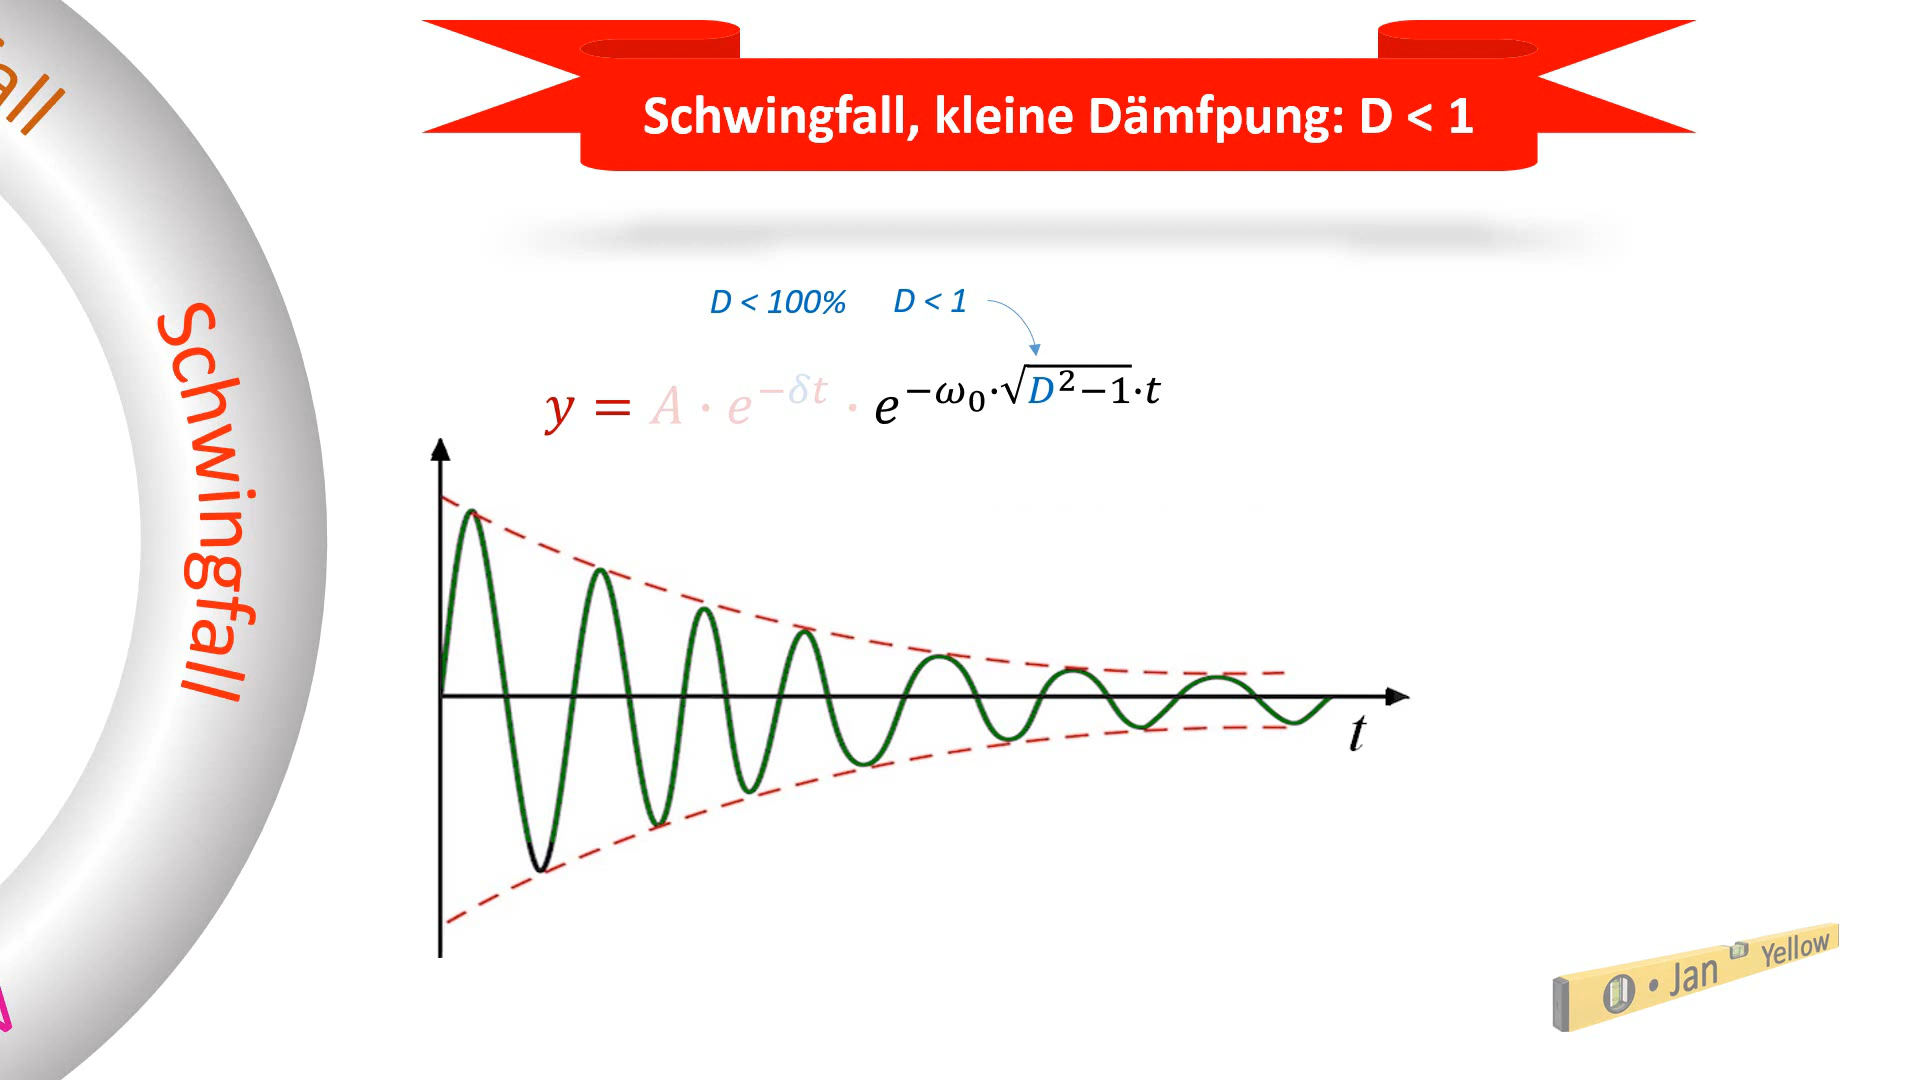 all
Schwingfall, kleine Dämfpung: D < 1
Schwingfall
D < 100% D < 1
y = A · e^{−δt} · e^{−ω₀·√(D²−1)·t}
t
• Jan Yellow